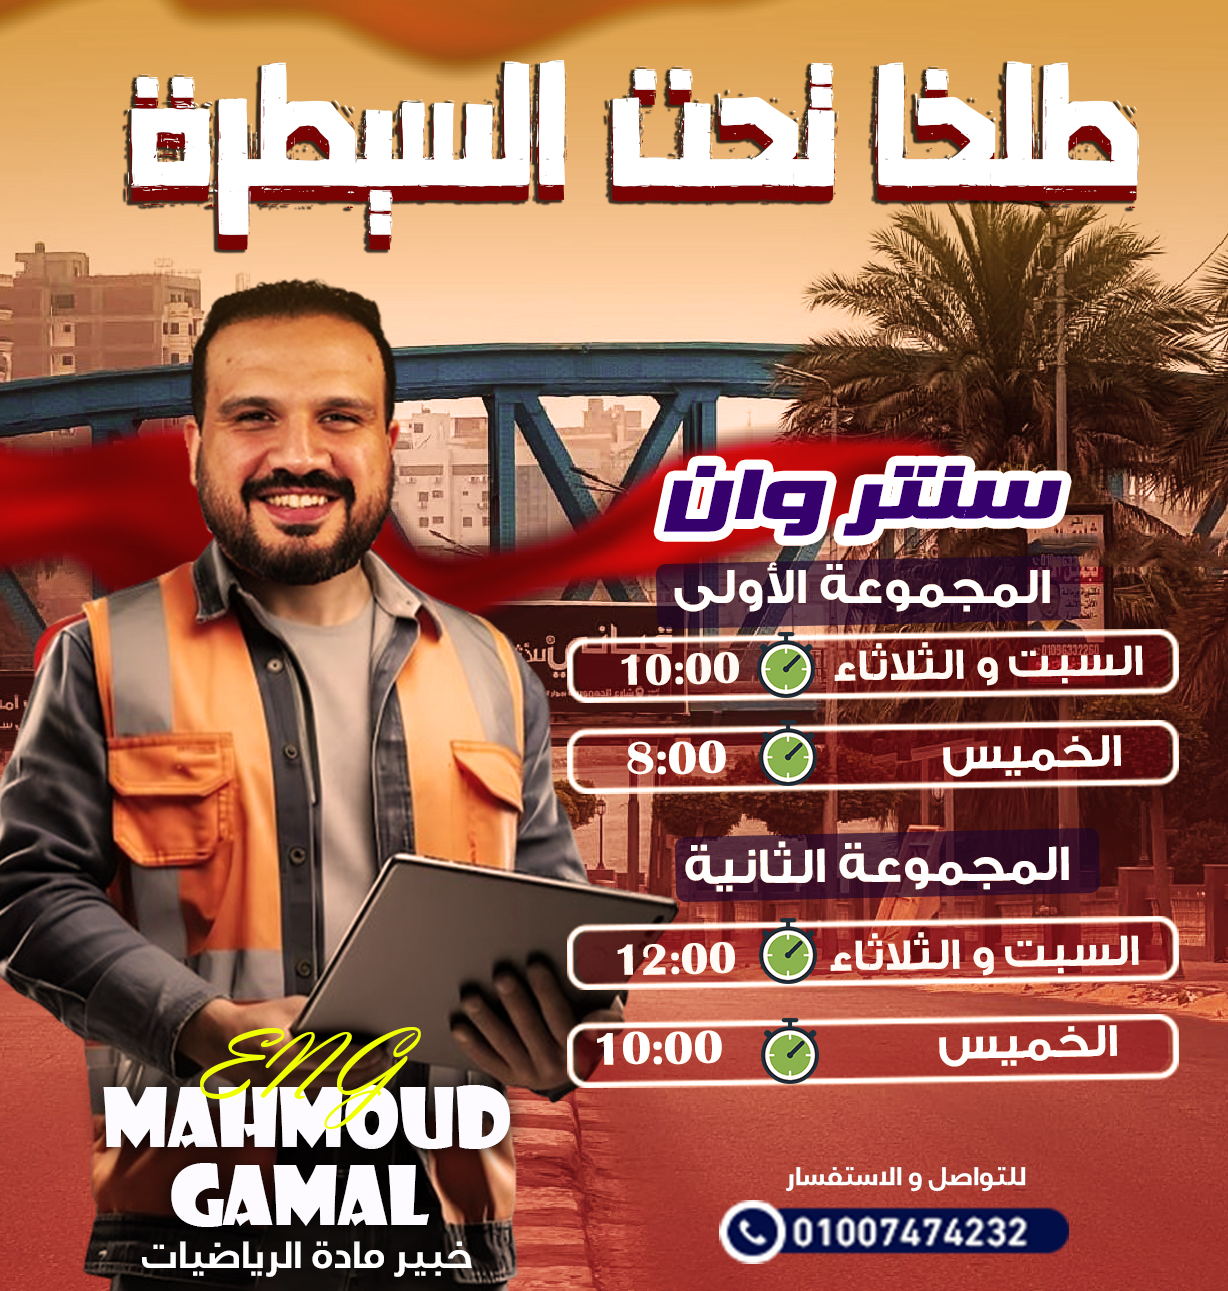 طلخا تحت السيطرة
سنتر وان
المجموعة الأولى
السبت و الثلاثاء 10:00
الخميس 8:00
المجموعة الثانية
السبت و الثلاثاء 12:00
الخميس 10:00
ENG
MAHMOUD
GAMAL
خبير مادة الرياضيات
للتواصل و الاستفسار
01007474232